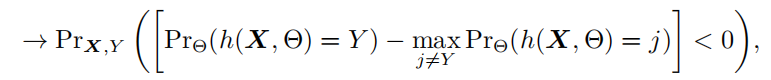 → Pr_{X,Y} ( [ Pr_Θ(h(X, Θ) = Y) − max_{j≠Y} Pr_Θ(h(X, Θ) = j) ] < 0 ),